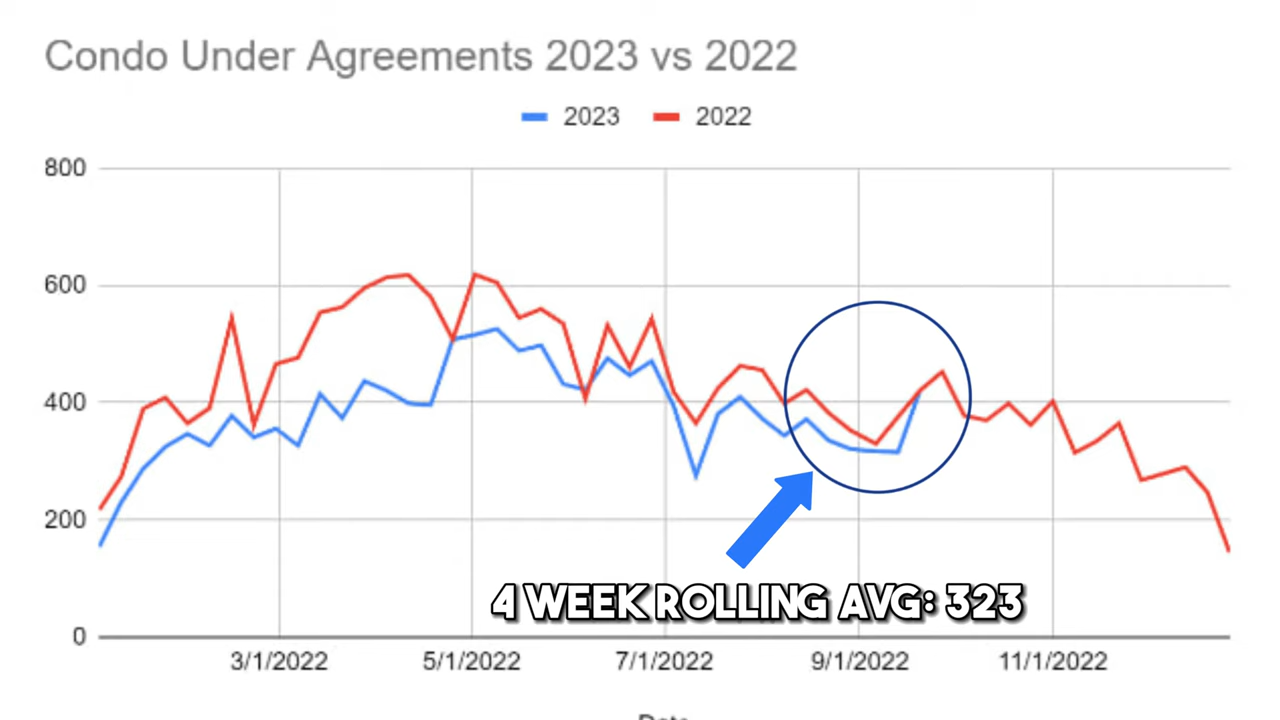 Condo Under Agreements 2023 vs 2022
2023 2022
800
600
400
200
0
3/1/2022 5/1/2022 7/1/2022 9/1/2022 11/1/2022
4 WEEK ROLLING AVG: 323